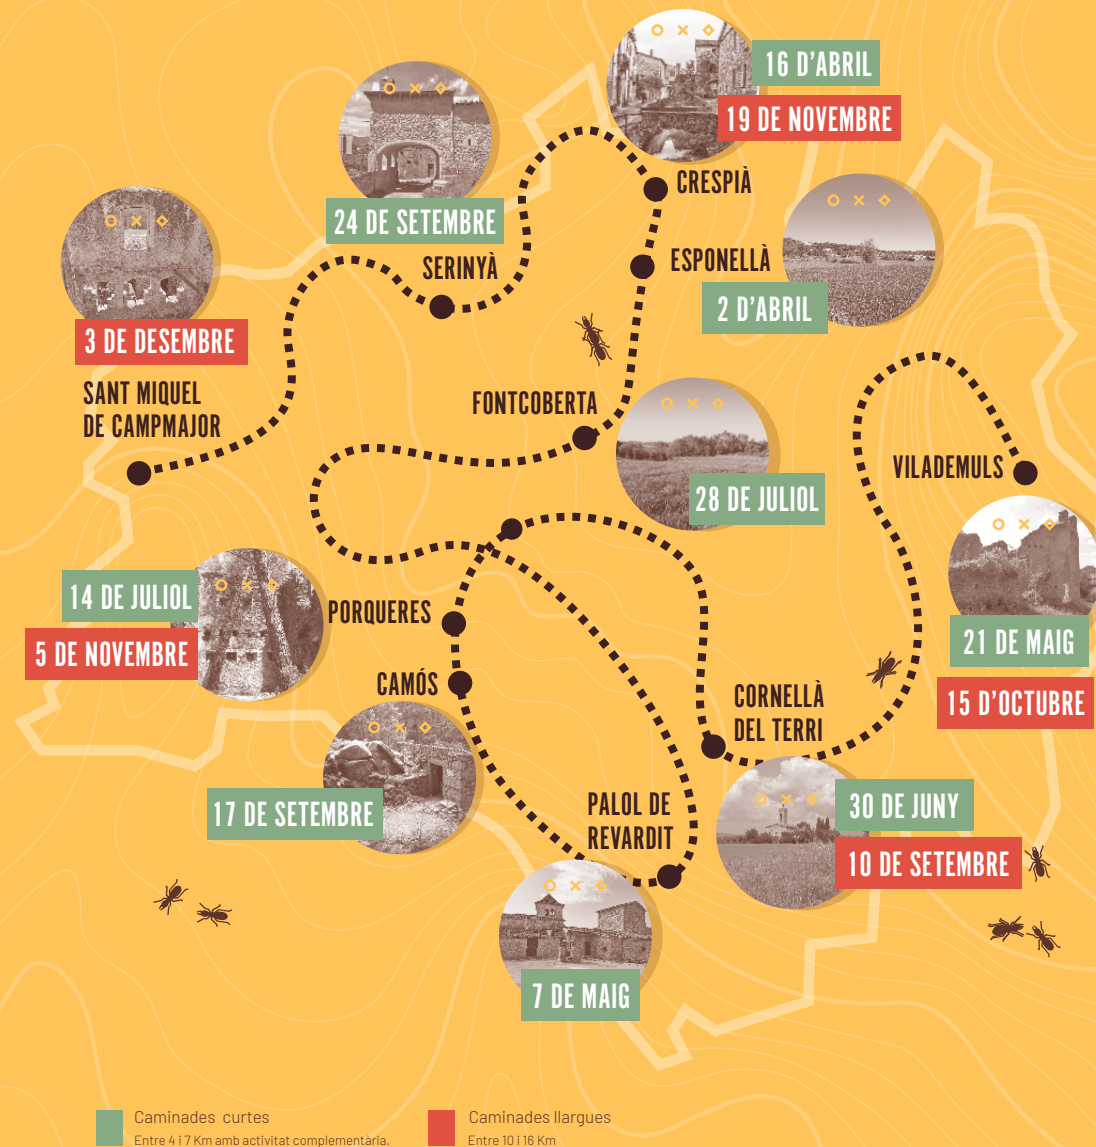 16 D'ABRIL
19 DE NOVEMBRE
CRESPIÀ
24 DE SETEMBRE
SERINYÀ
ESPONELLÀ
2 D'ABRIL
3 DE DESEMBRE
SANT MIQUEL
DE CAMPMAJOR
FONTCOBERTA
28 DE JULIOL
VILADEMULS
21 DE MAIG
15 D'OCTUBRE
14 DE JULIOL
5 DE NOVEMBRE
PORQUERES
CAMÓS
17 DE SETEMBRE
CORNELLÀ
DEL TERRI
30 DE JUNY
10 DE SETEMBRE
PALOL DE
REVARDIT
7 DE MAIG
Caminades curtes
Entre 4 i 7 Km amb activitat complementària.
Caminades llargues
Entre 10 i 16 Km